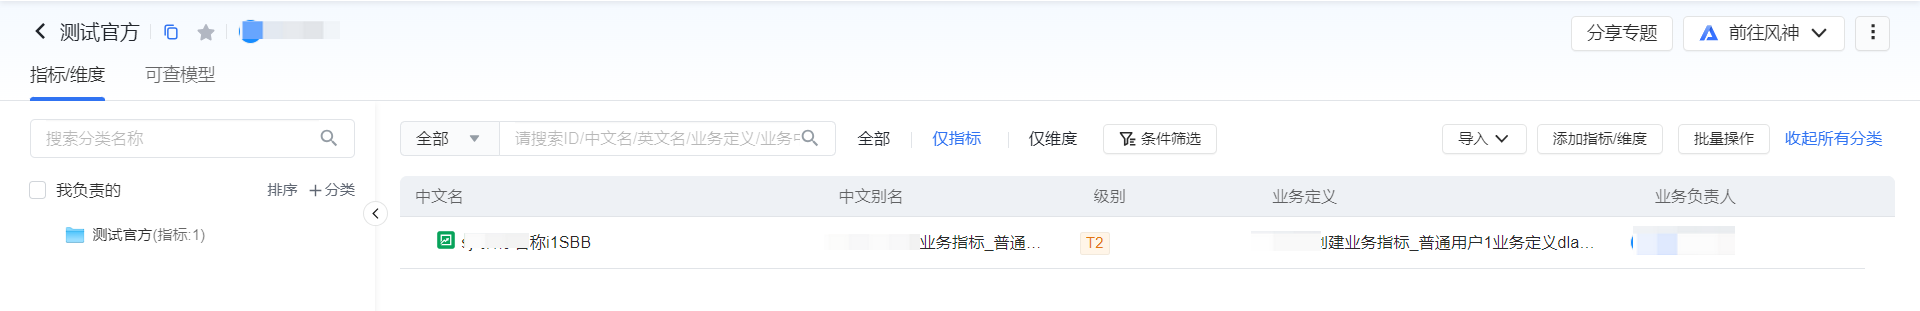 测试官方
分享专题
前往风神
指标/维度
可查模型
搜索分类名称
全部
请搜索ID/中文名/英文名/业务定义/业务
全部
仅指标
仅维度
条件筛选
导入
添加指标/维度
批量操作
收起所有分类
我负责的
排序
分类
测试官方(指标:1)
中文名
中文别名
级别
业务定义
业务负责人
称i1SBB
业务指标_普通...
T2
建业务指标_普通用户1业务定义dla...